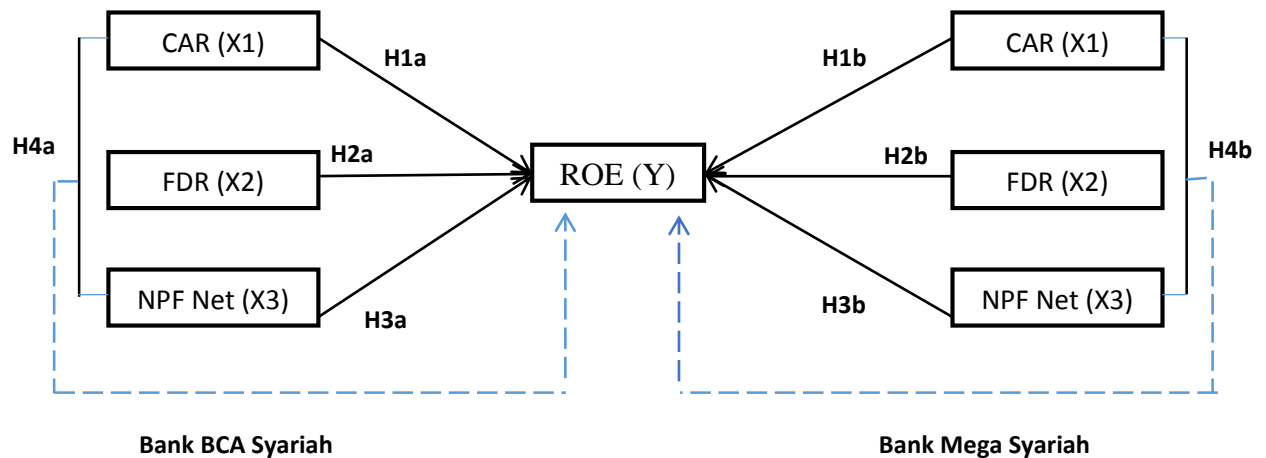 CAR (X1)
H1a
H1b
CAR (X1)
H4a
FDR (X2)
H2a
ROE (Y)
H2b
FDR (X2)
H4b
NPF Net (X3)
H3a
H3b
NPF Net (X3)
Bank BCA Syariah
Bank Mega Syariah